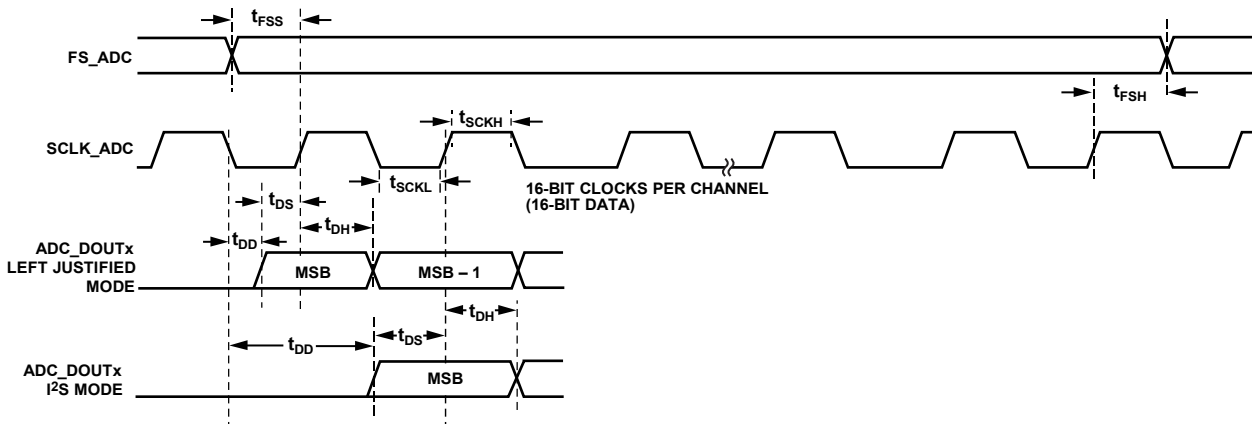 tFSS
FS_ADC
tFSH
tSCKH
SCLK_ADC
tSCKL
16-BIT CLOCKS PER CHANNEL
(16-BIT DATA)
tDS
tDH
tDD
ADC_DOUTx
LEFT JUSTIFIED
MODE
MSB
MSB – 1
tDH
tDS
tDD
ADC_DOUTx
I2S MODE
MSB